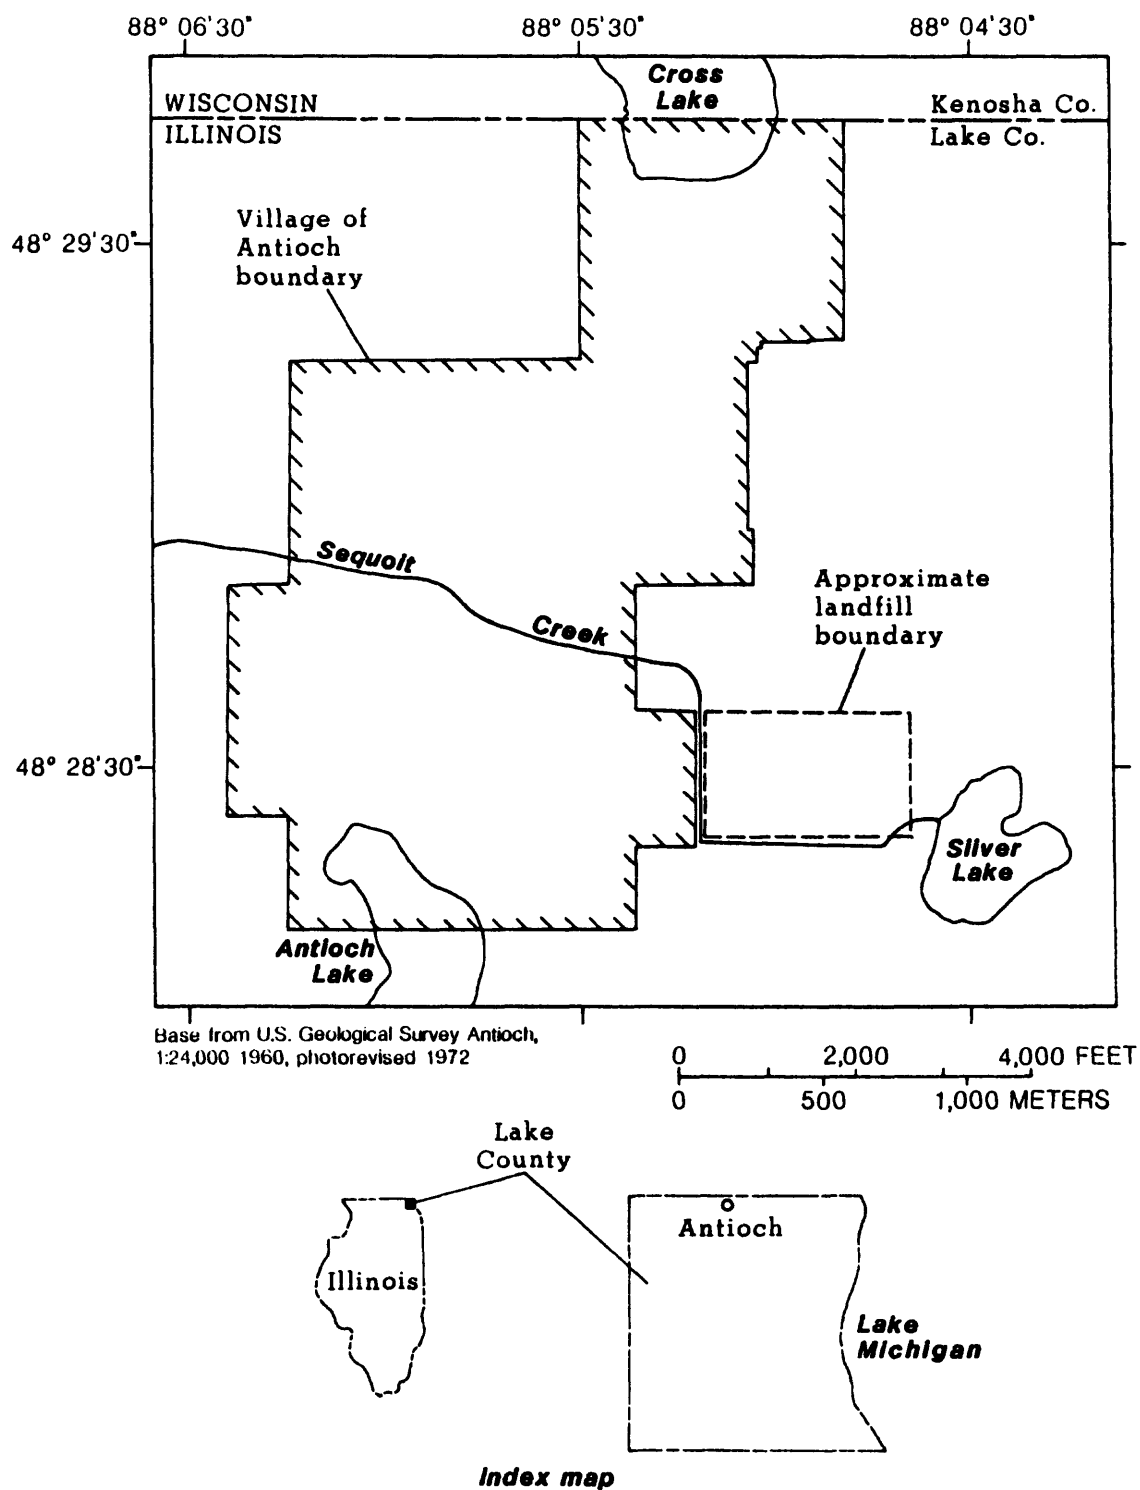 88° 06'30"
88° 05'30"
88° 04'30"
Cross
Lake
WISCONSIN
Kenosha Co.
ILLINOIS
Lake Co.
Village of
Antioch
boundary
48° 29'30"
Sequoit
Creek
Approximate
landfill
boundary
48° 28'30"
Silver
Lake
Antioch
Lake
Base from U.S. Geological Survey Antioch,
1:24,000 1960, photorevised 1972
0 2,000 4,000 FEET
0 500 1,000 METERS
Lake
County
Antioch
Illinois
Lake
Michigan
Index map